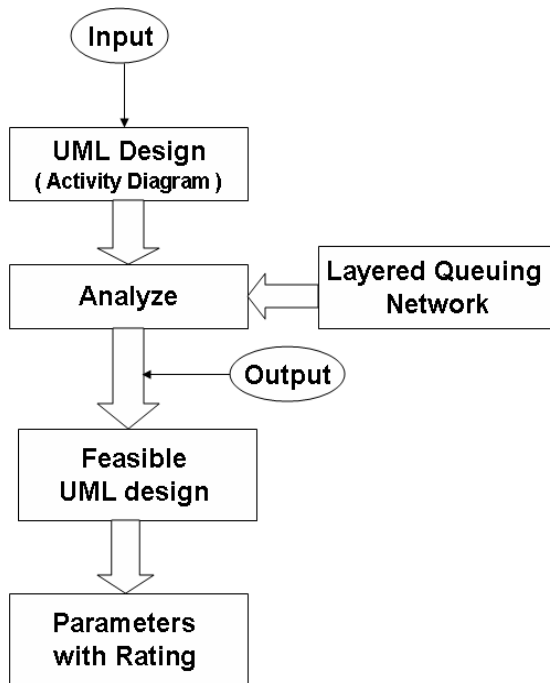 Input
UML Design
( Activity Diagram )
Analyze
Layered Queuing
Network
Output
Feasible
UML design
Parameters
with Rating